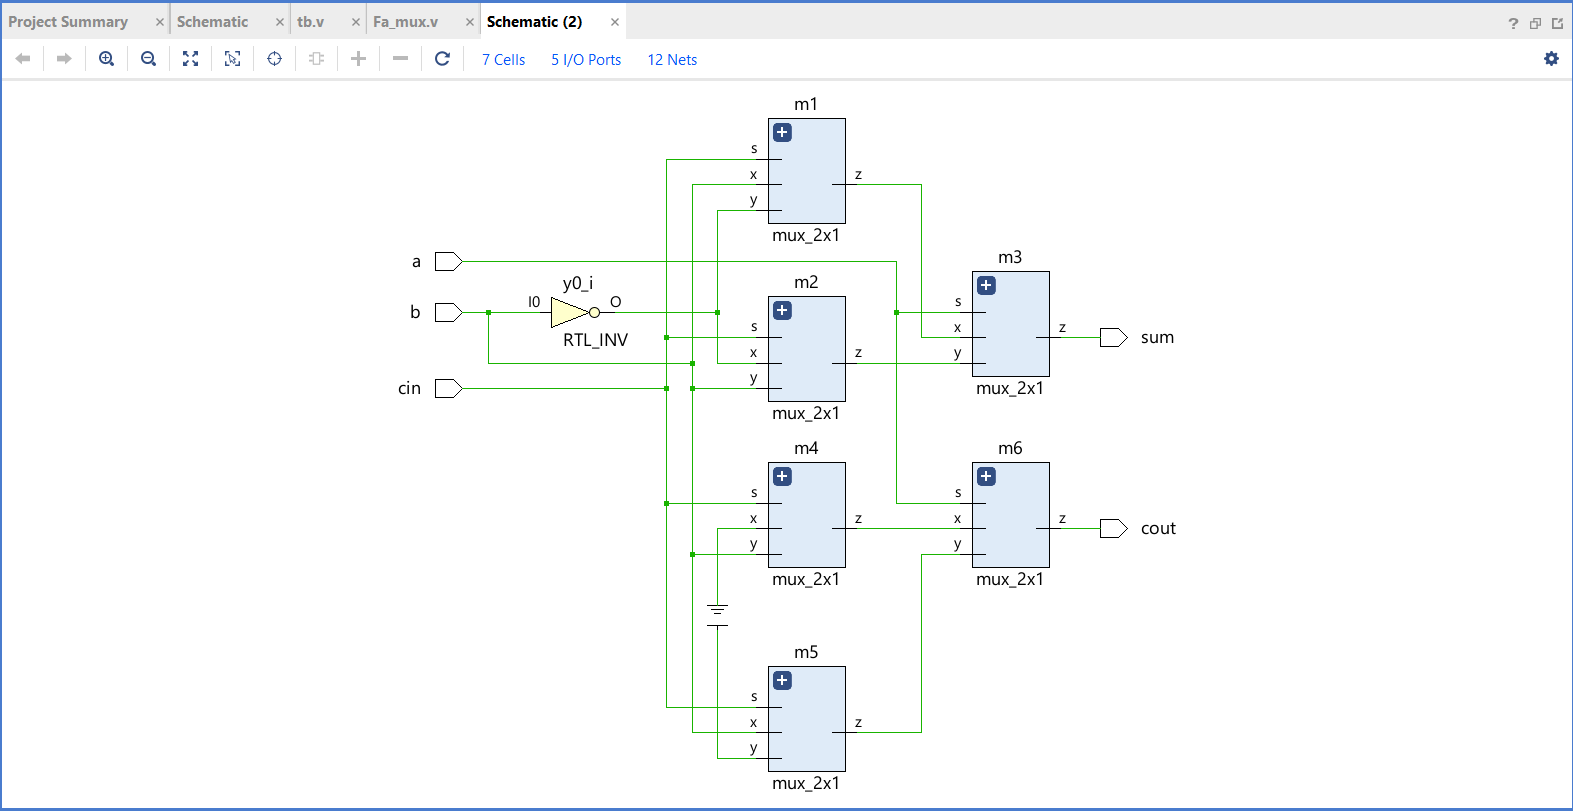 Project Summary × Schematic × tb.v × Fa_mux.v × Schematic (2) × ?
7 Cells 5 I/O Ports 12 Nets
m1
s
x
y
z
mux_2x1
a
b
cin
y0_i
I0
O
RTL_INV
m2
s
x
y
z
mux_2x1
m3
s
x
y
z
mux_2x1
sum
m4
s
x
y
z
mux_2x1
m6
s
x
y
z
mux_2x1
cout
m5
s
x
y
z
mux_2x1